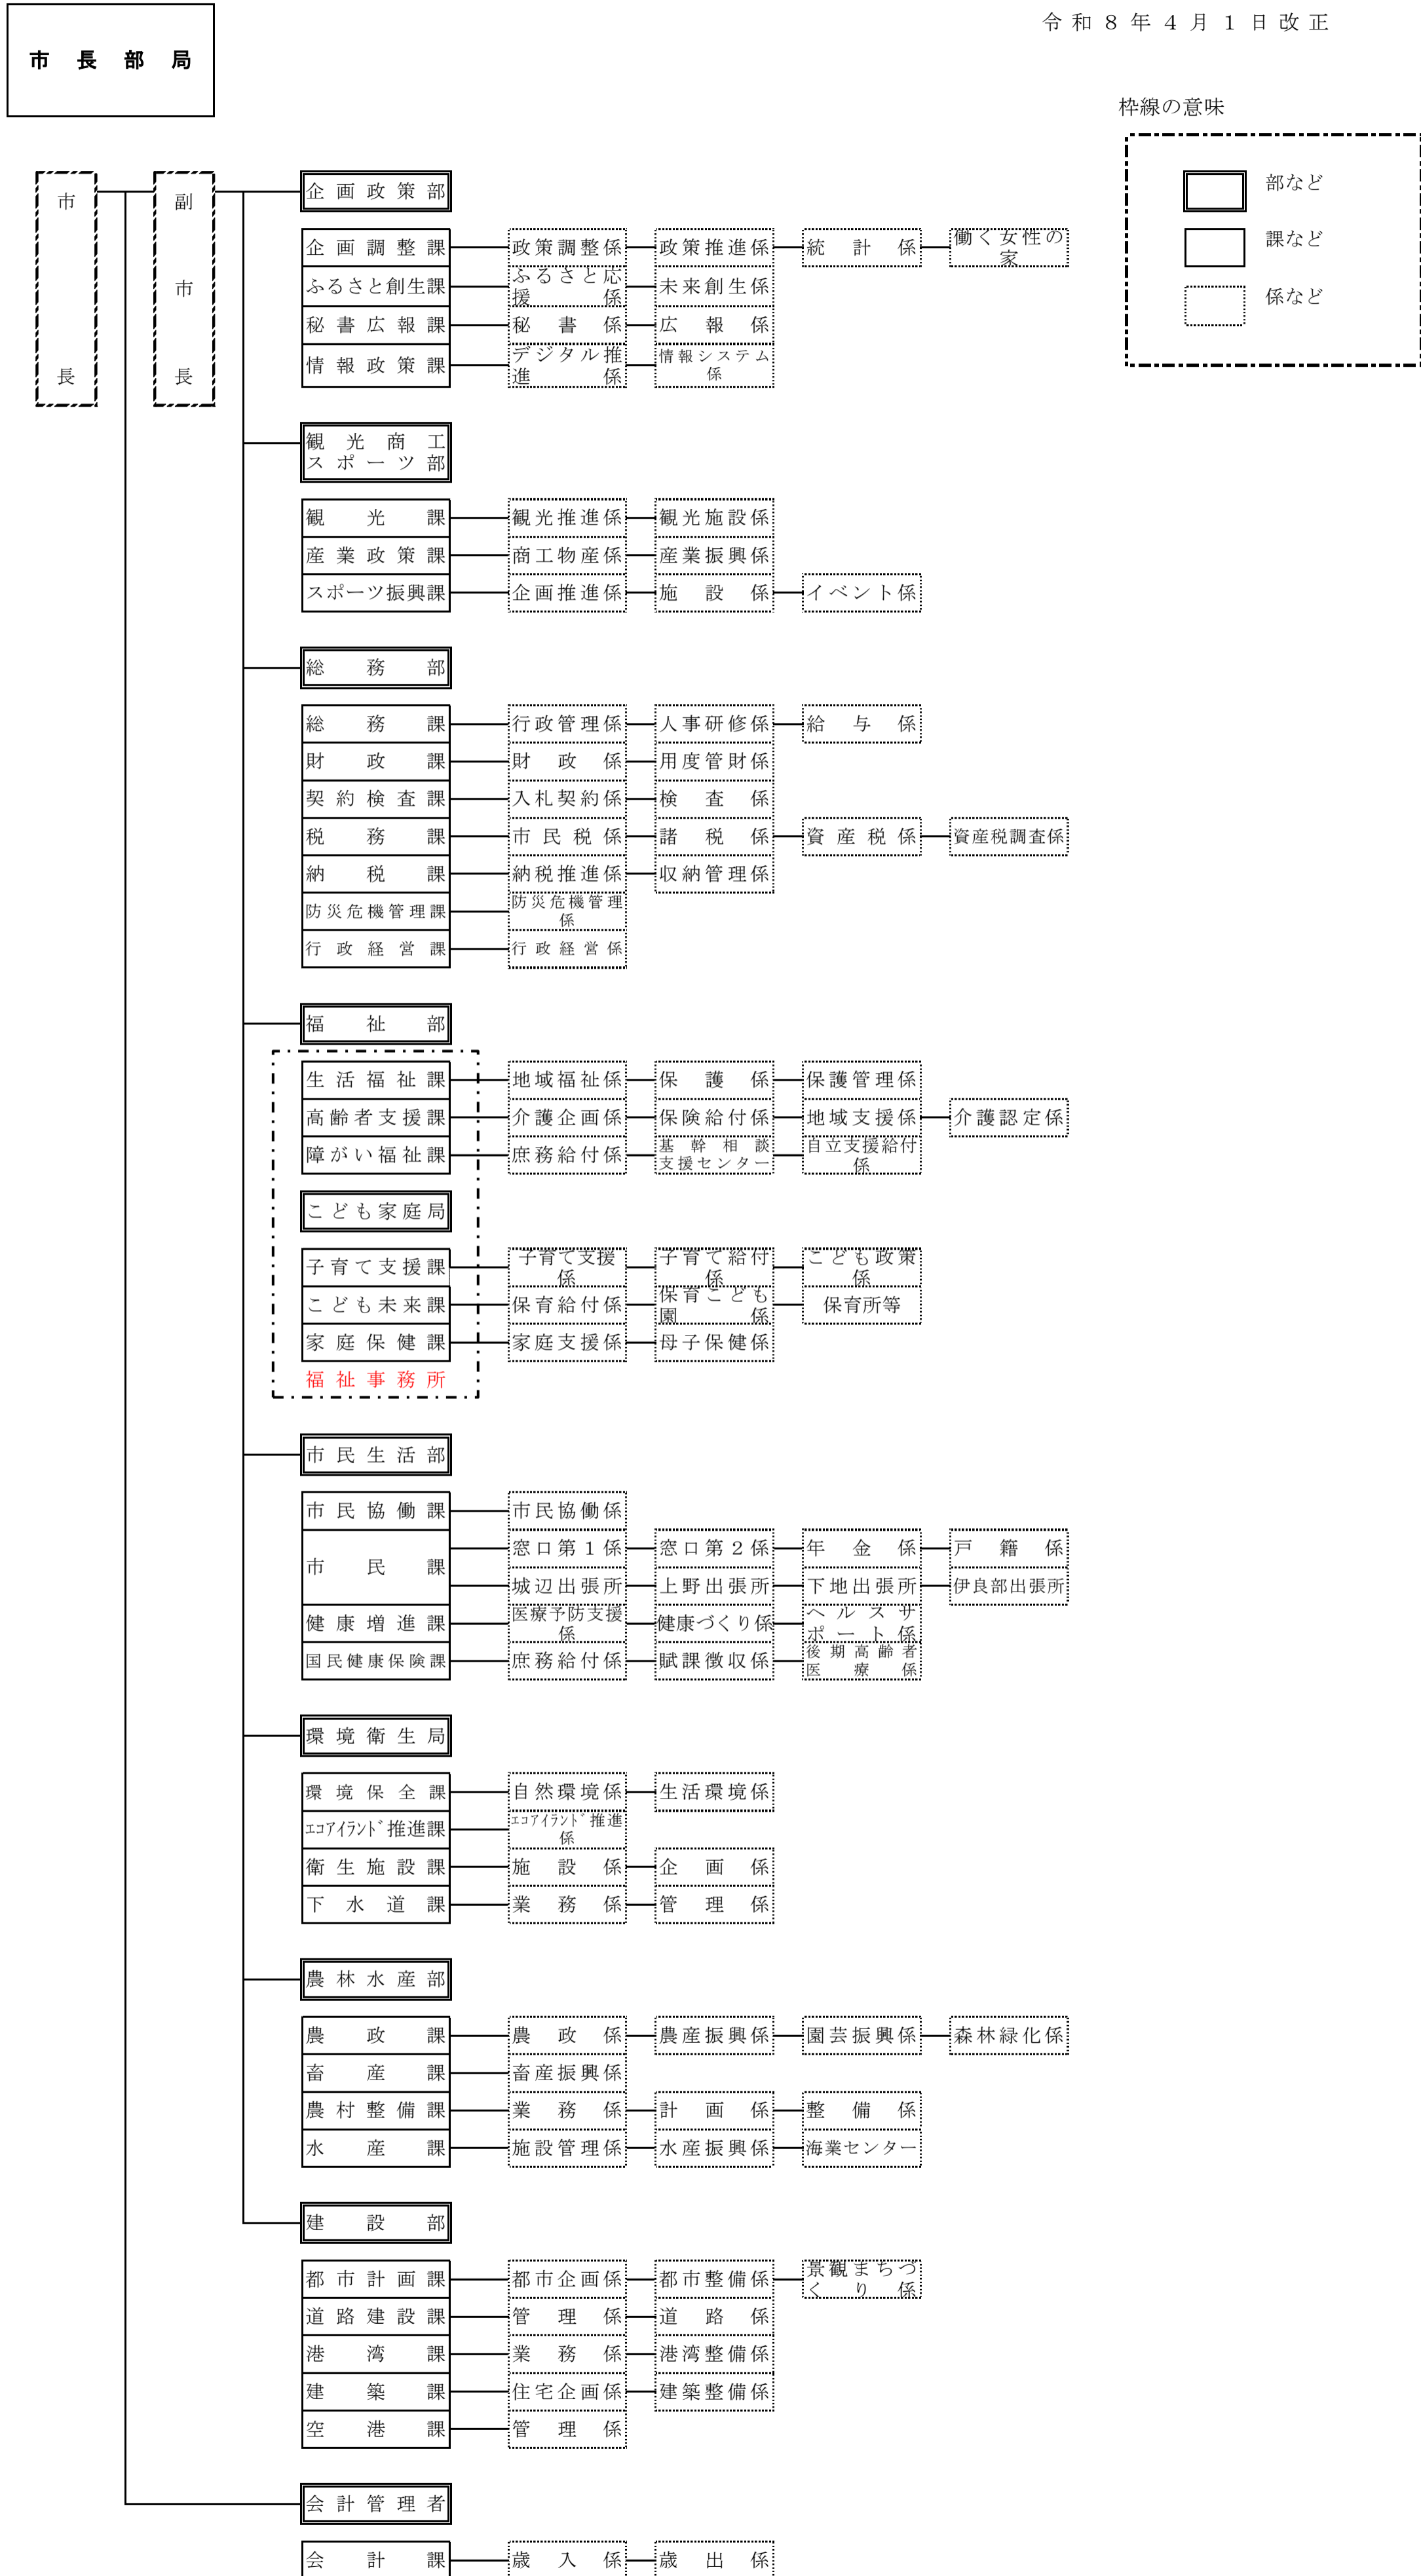 市長部局
令和８年４月１日改正
枠線の意味
部など
課など
係など
市長
副市長
企画政策部
企画調整課 政策調整係 政策推進係 統計係 働く女性の家
ふるさと創生課 ふるさと応援係 未来創生係
秘書広報課 秘書係 広報係
情報政策課 デジタル推進係 情報システム係
観光商工
スポーツ部
観光課 観光推進係 観光施設係
産業政策課 商工物産係 産業振興係
スポーツ振興課 企画推進係 施設係 イベント係
総務部
総務課 行政管理係 人事研修係 給与係
財政課 財政係 用度管財係
契約検査課 入札契約係 検査係
税務課 市民税係 諸税係 資産税係 資産税調査係
納税課 納税推進係 収納管理係
防災危機管理課 防災危機管理係
行政経営課 行政経営係
福祉部
生活福祉課 地域福祉係 保護係 保護管理係
高齢者支援課 介護企画係 保険給付係 地域支援係 介護認定係
障がい福祉課 庶務給付係 基幹相談支援センター 自立支援給付係
こども家庭局
子育て支援課 子育て支援係 子育て給付係 こども政策係
こども未来課 保育給付係 保育こども園係 保育所等
家庭保健課 家庭支援係 母子保健係
福祉事務所
市民生活部
市民協働課 市民協働係
市民課 窓口第１係 窓口第２係 年金係 戸籍係
城辺出張所 上野出張所 下地出張所 伊良部出張所
健康増進課 医療予防支援係 健康づくり係 ヘルスサポート係
国民健康保険課 庶務給付係 賦課徴収係 後期高齢者医療係
環境衛生局
環境保全課 自然環境係 生活環境係
ｴｺｱｲﾗﾝﾄﾞ推進課 ｴｺｱｲﾗﾝﾄﾞ推進係
衛生施設課 施設係 企画係
下水道課 業務係 管理係
農林水産部
農政課 農政係 農産振興係 園芸振興係 森林緑化係
畜産課 畜産振興係
農村整備課 業務係 計画係 整備係
水産課 施設管理係 水産振興係 海業センター
建設部
都市計画課 都市企画係 都市整備係 景観まちづくり係
道路建設課 管理係 道路係
港湾課 業務係 港湾整備係
建築課 住宅企画係 建築整備係
空港課 管理係
会計管理者
会計課 歳入係 歳出係